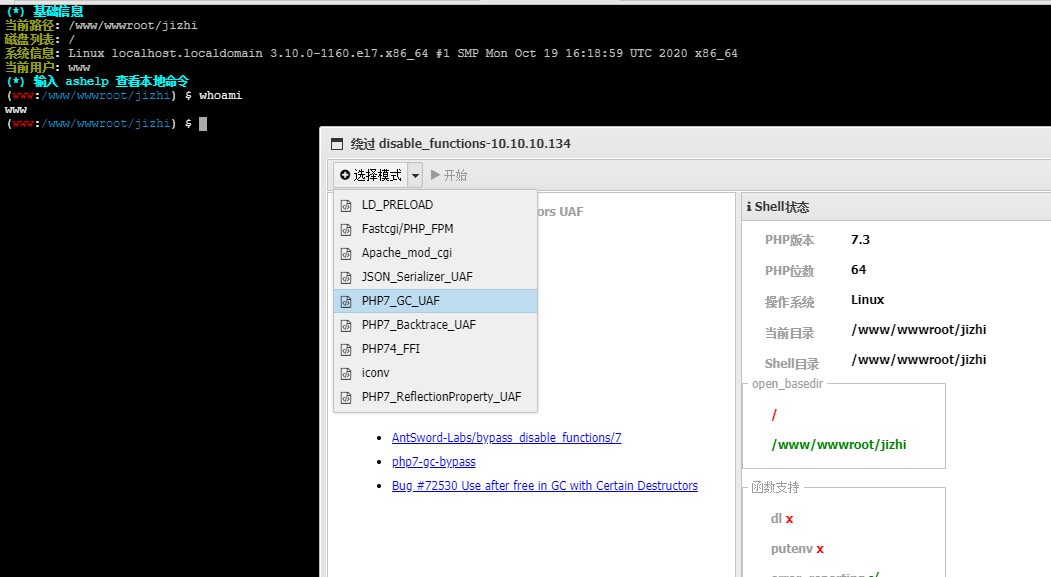 (*) 基础信息
当前路径: /www/wwwroot/jizhi
磁盘列表: /
系统信息: Linux localhost.localdomain 3.10.0-1160.el7.x86_64 #1 SMP Mon Oct 19 16:18:59 UTC 2020 x86_64
当前用户: www
(*) 输入 ashelp 查看本地命令
(www:/www/wwwroot/jizhi) $ whoami
www
(www:/www/wwwroot/jizhi) $
绕过 disable_functions-10.10.10.134
选择模式 开始
LD_PRELOAD
Fastcgi/PHP_FPM
Apache_mod_cgi
JSON_Serializer_UAF
PHP7_GC_UAF
PHP7_Backtrace_UAF
PHP74_FFI
iconv
PHP7_ReflectionProperty_UAF
ors UAF
AntSword-Labs/bypass_disable_functions/7
php7-gc-bypass
Bug #72530 Use after free in GC with Certain Destructors
Shell状态
PHP版本 7.3
PHP位数 64
操作系统 Linux
当前目录 /www/wwwroot/jizhi
Shell目录 /www/wwwroot/jizhi
open_basedir
/
/www/wwwroot/jizhi
函数支持
dl x
putenv x
error_reporting √